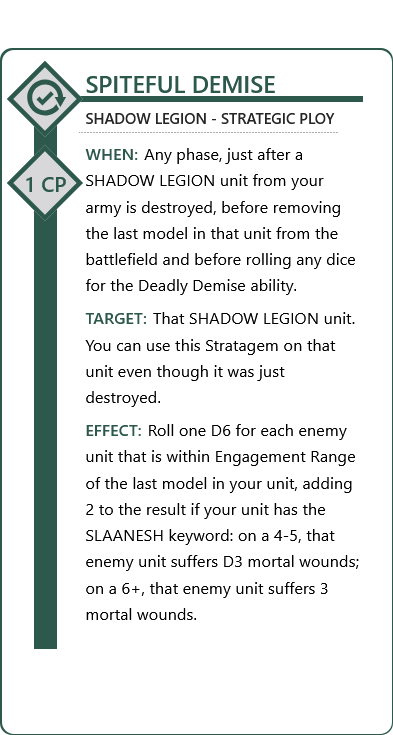 SPITEFUL DEMISE
SHADOW LEGION - STRATEGIC PLOY
1 CP
WHEN: Any phase, just after a
SHADOW LEGION unit from your
army is destroyed, before removing
the last model in that unit from the
battlefield and before rolling any dice
for the Deadly Demise ability.
TARGET: That SHADOW LEGION unit.
You can use this Stratagem on that
unit even though it was just
destroyed.
EFFECT: Roll one D6 for each enemy
unit that is within Engagement Range
of the last model in your unit, adding
2 to the result if your unit has the
SLAANESH keyword: on a 4-5, that
enemy unit suffers D3 mortal wounds;
on a 6+, that enemy unit suffers 3
mortal wounds.